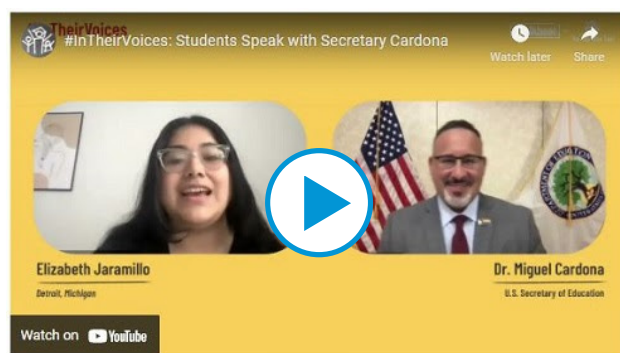 #InTheirVoices: Students Speak with Secretary Cardona
TheirVoices
Watch later
Share
Elizabeth Jaramillo
Dr. Miguel Cardona
Detroit, Michigan
U.S. Secretary of Education
Watch on YouTube